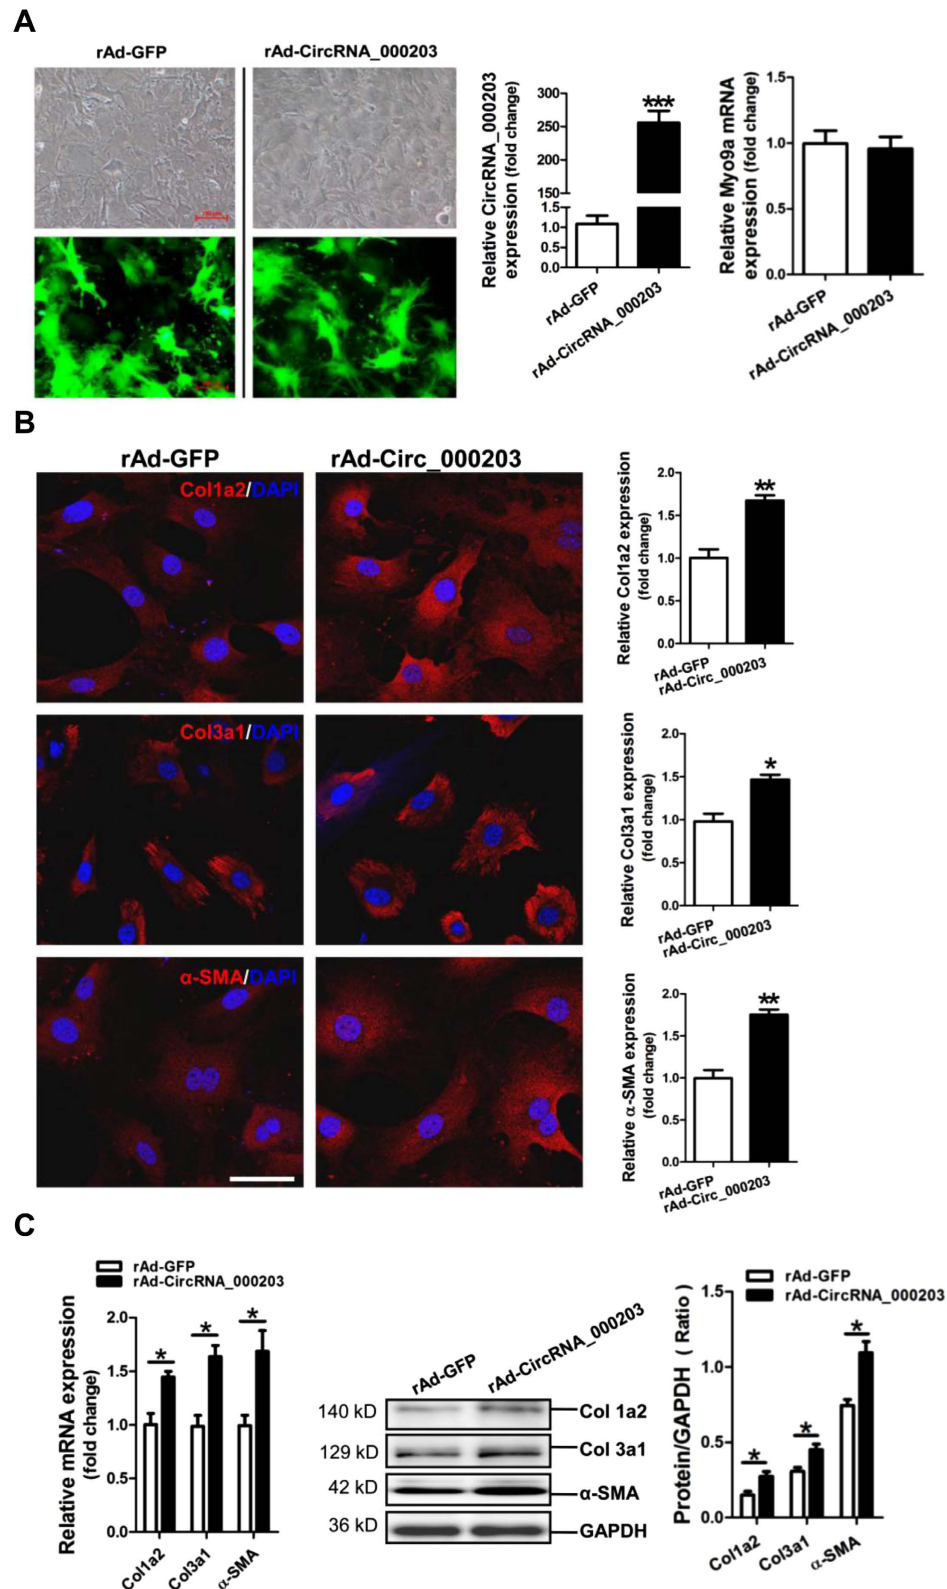 A
rAd-GFP
rAd-CircRNA_000203
Relative CircRNA_000203
expression (fold change)
300
250
200
150
1.5
1.0
0.5
0.0
***
rAd-GFP
rAd-CircRNA_000203
Relative Myo9a mRNA
expression (fold change)
1.5
1.0
0.5
0.0
rAd-GFP
rAd-CircRNA_000203
B
rAd-GFP
rAd-Circ_000203
Col1a2/DAPI
Relative Col1a2 expression
(fold change)
2.0
1.5
1.0
0.5
0.0
**
rAd-GFP
rAd-Circ_000203
Col3a1/DAPI
Relative Col3a1 expression
(fold change)
2.0
1.5
1.0
0.5
0.0
*
rAd-GFP
rAd-Circ_000203
α-SMA/DAPI
Relative α-SMA expression
(fold change)
2.0
1.5
1.0
0.5
0.0
**
rAd-GFP
rAd-Circ_000203
C
rAd-GFP
rAd-CircRNA_000203
Relative mRNA expression
(fold change)
2.0
1.5
1.0
0.5
0.0
* * *
Col1a2
Col3a1
α-SMA
rAd-GFP
rAd-CircRNA_000203
140 kD
Col 1a2
129 kD
Col 3a1
42 kD
α-SMA
36 kD
GAPDH
rAd-GFP
rAd-CircRNA_000203
Protein/GAPDH ( Ratio )
1.5
1.0
0.5
0.0
* * *
Col1a2
Col3a1
α-SMA